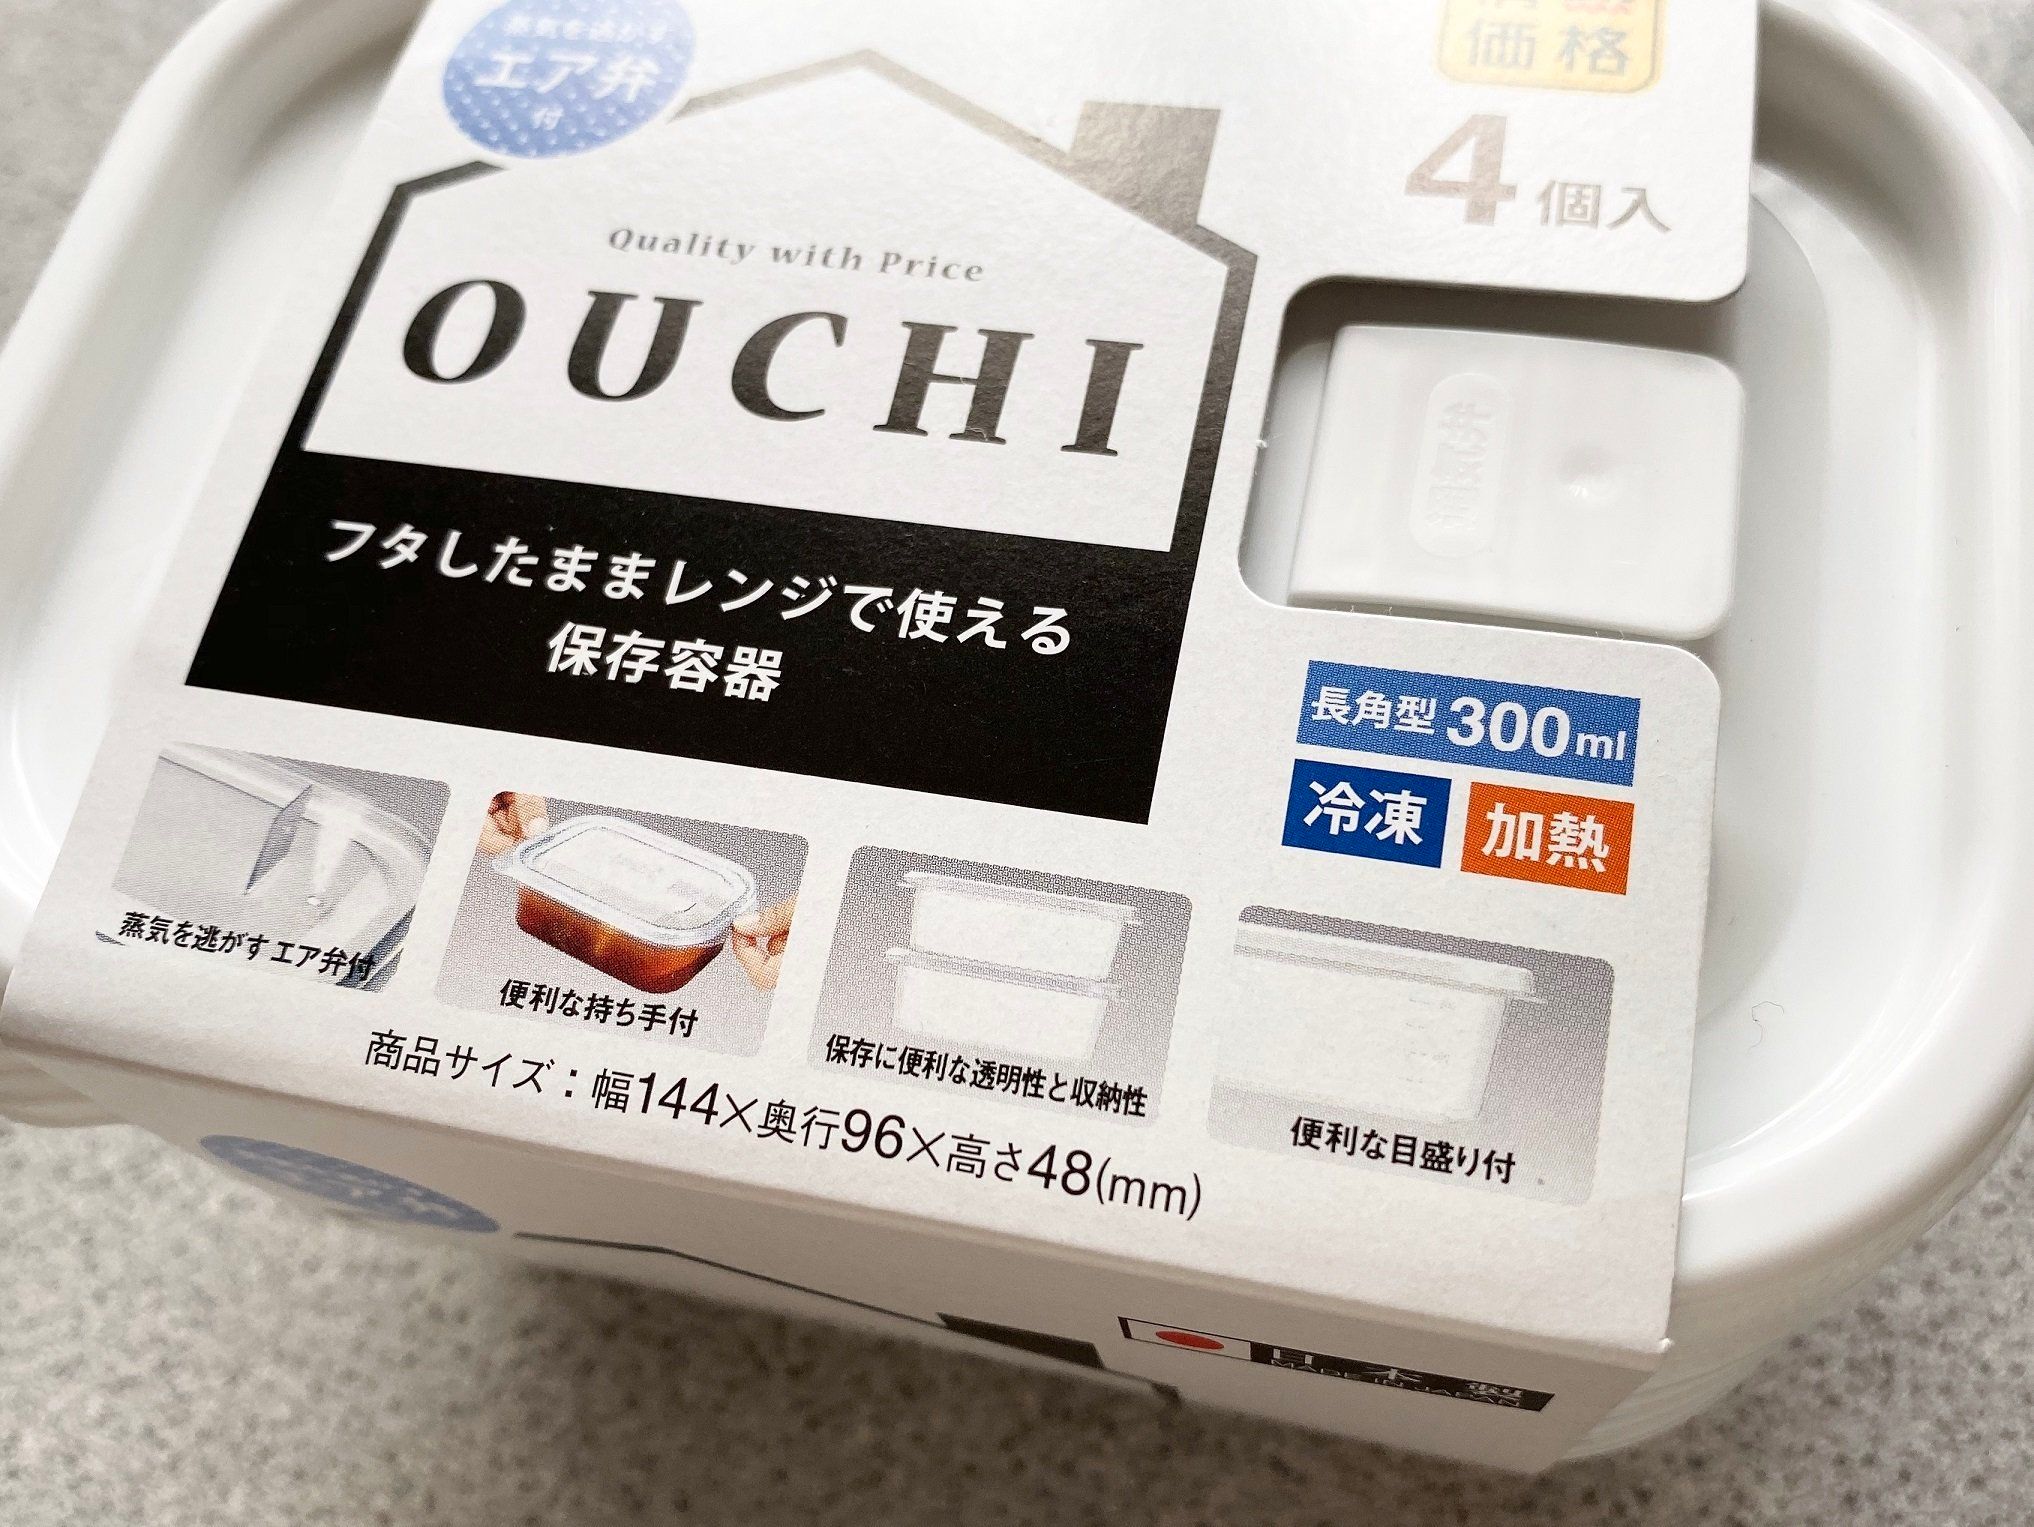 蒸気を逃がす
エア弁
付
価格
4個入
Quality with Price
OUCHI
フタしたままレンジで使える
保存容器
長角型 300ml
冷凍 加熱
蒸気を逃がすエア弁付
便利な持ち手付
保存に便利な透明性と収納性
便利な目盛り付
商品サイズ：幅144×奥行96×高さ48(mm)
日本製
MADE IN JAPAN